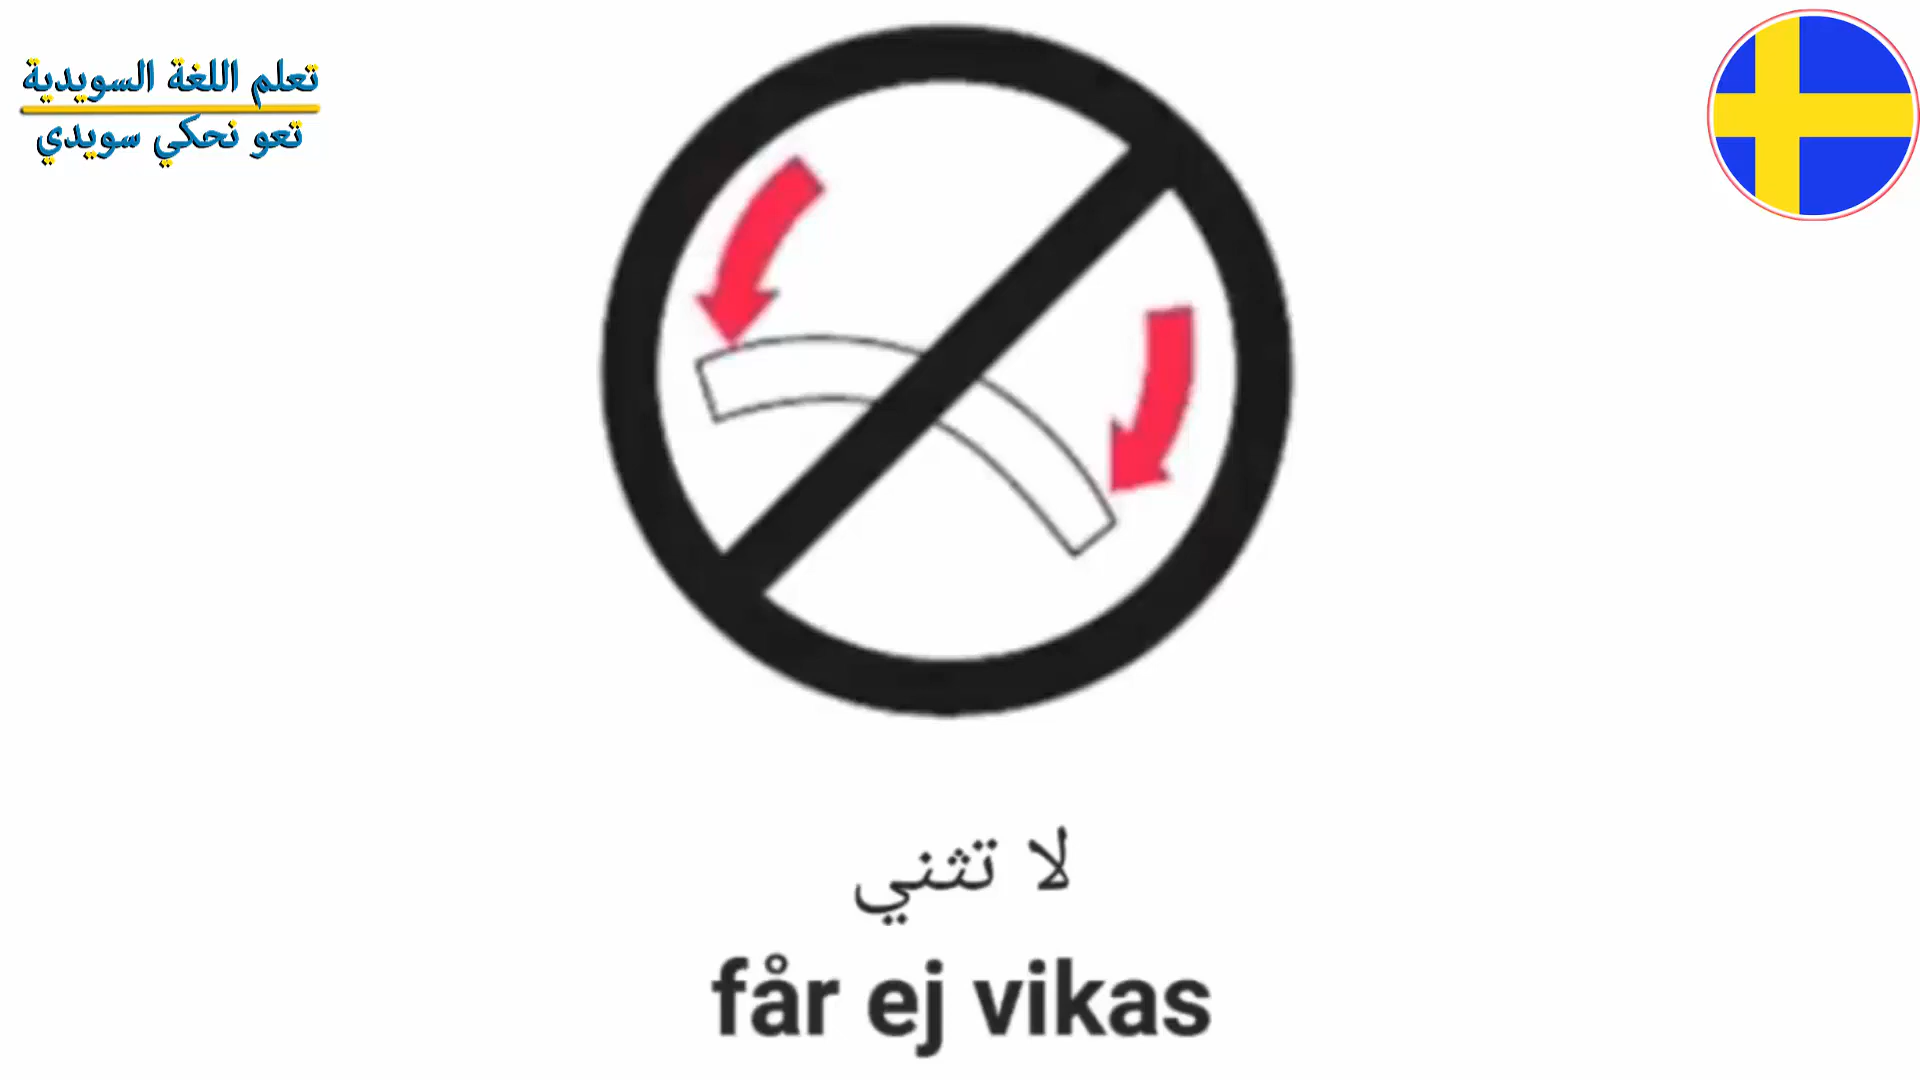 تعلم اللغة السويدية
تعو نحكي سويدي
لا تثني
får ej vikas